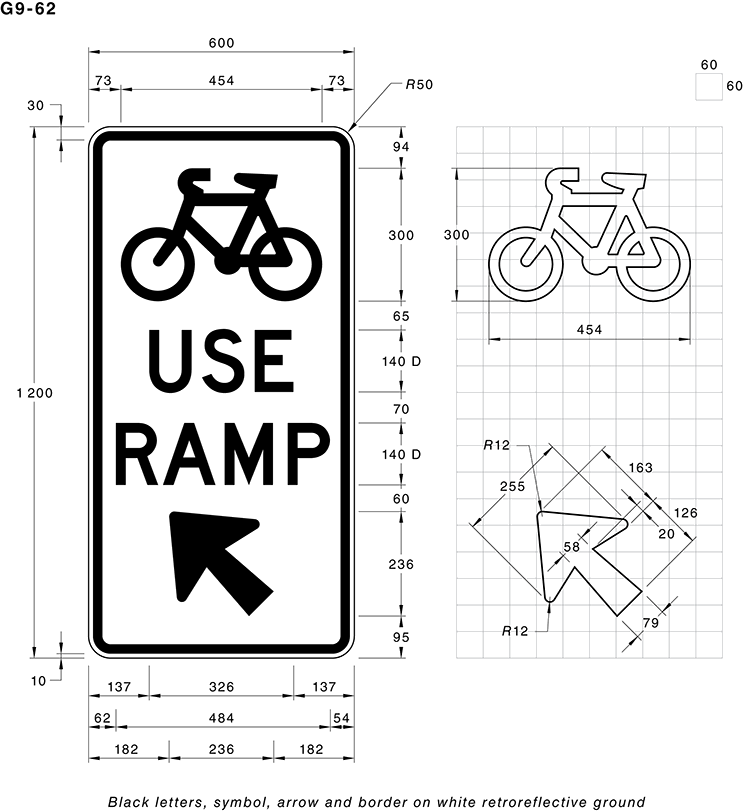 G9-62
600
60
73 454 73
R50
60
30
94
300
300
65
454
USE
140 D
1 200
70
RAMP
140 D
R12
163
255
60
126
20
58
236
79
R12
95
10
137 326 137
62 484 54
182 236 182
Black letters, symbol, arrow and border on white retroreflective ground